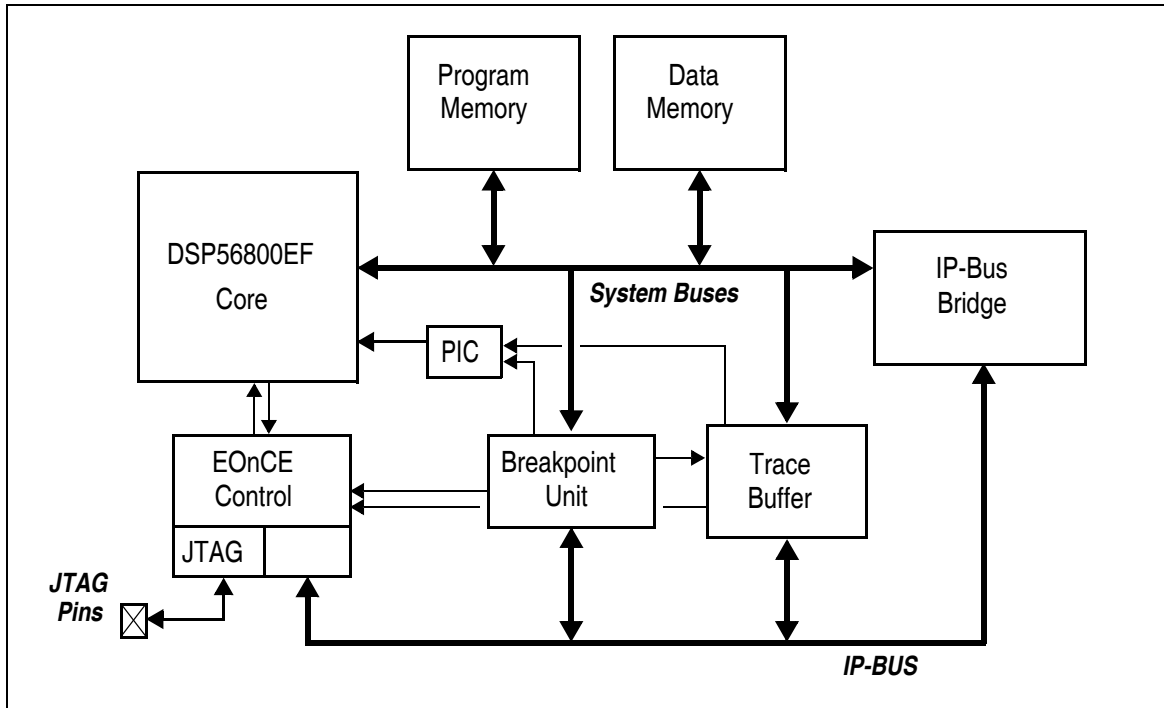 Program
Memory
Data
Memory
DSP56800EF
Core
IP-Bus
Bridge
System Buses
PIC
EOnCE
Control
Breakpoint
Unit
Trace
Buffer
JTAG
JTAG
Pins
IP-BUS